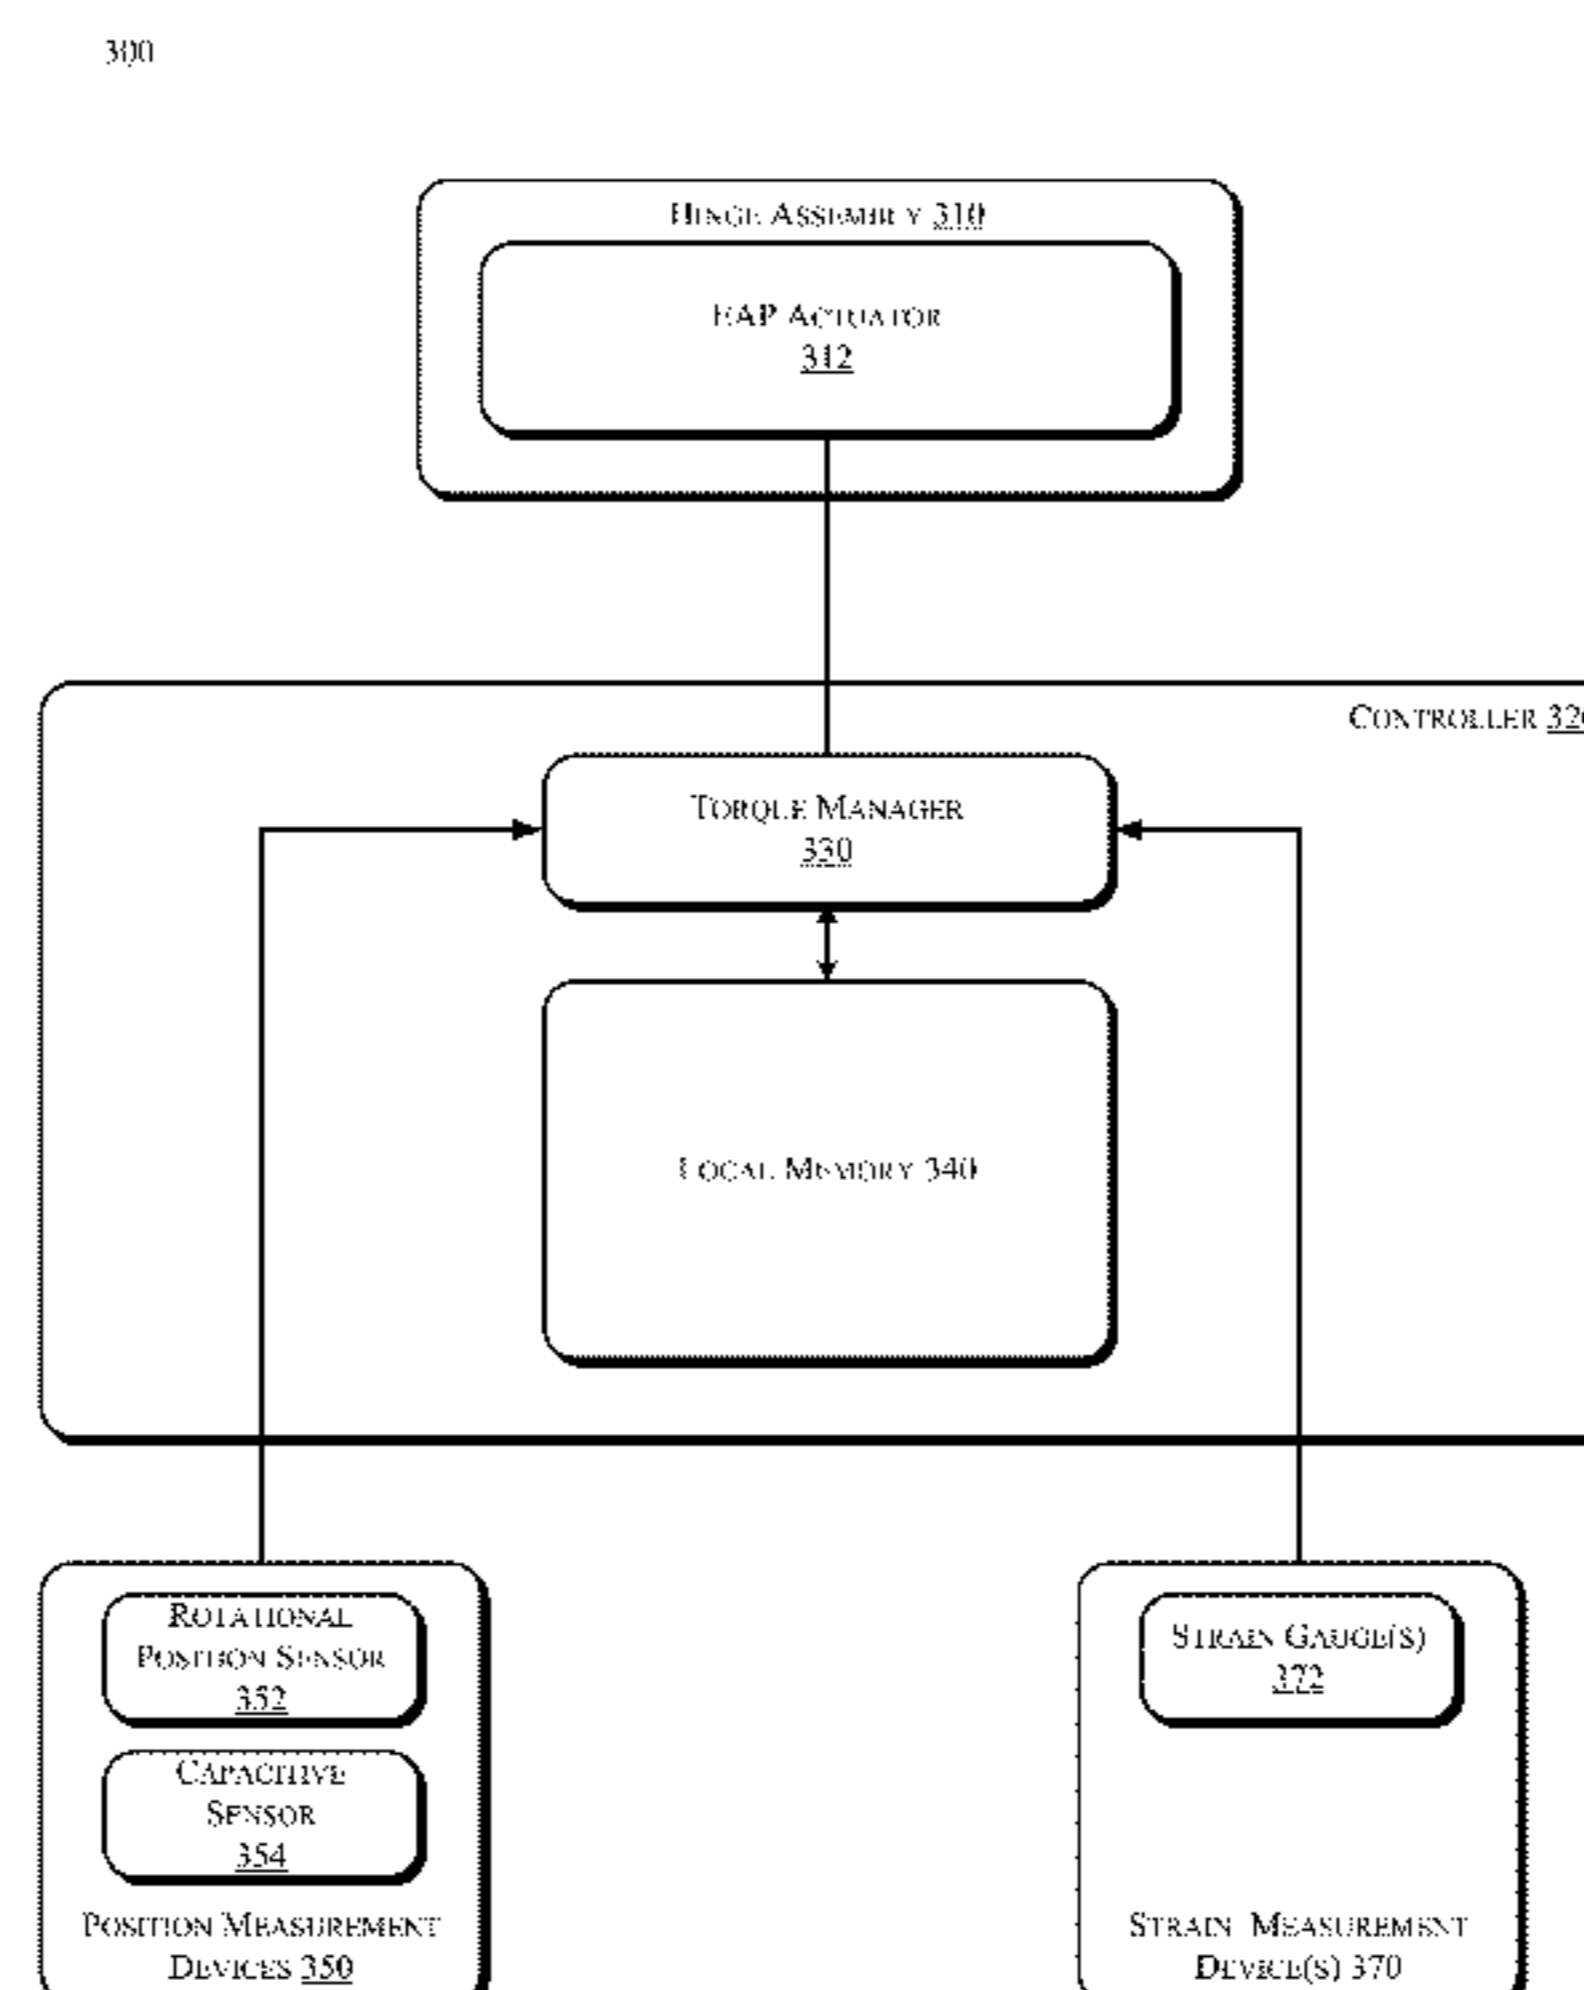 300
HINGE ASSEMBLY 310
EAP ACTUATOR
312
CONTROLLER 320
TORQUE MANAGER
330
LOCAL MEMORY 340
ROTATIONAL
POSITION SENSOR
352
CAPACITIVE
SENSOR
354
POSITION MEASUREMENT
DEVICES 350
STRAIN GAUGE(S)
372
STRAIN MEASUREMENT
DEVICE(S) 370